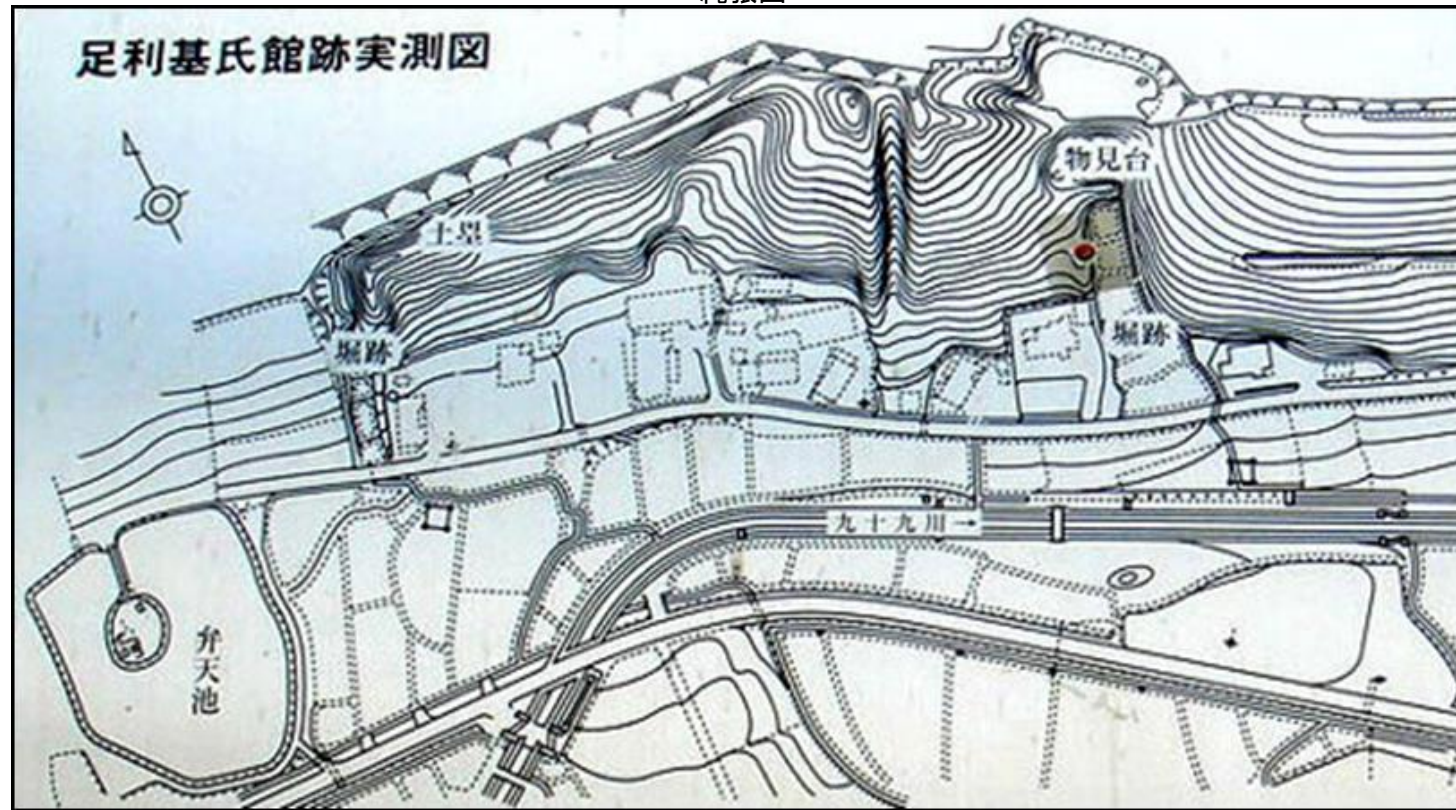 足利基氏館跡実測図
物見台
土塁
堀跡
堀跡
九十九川→
弁天池